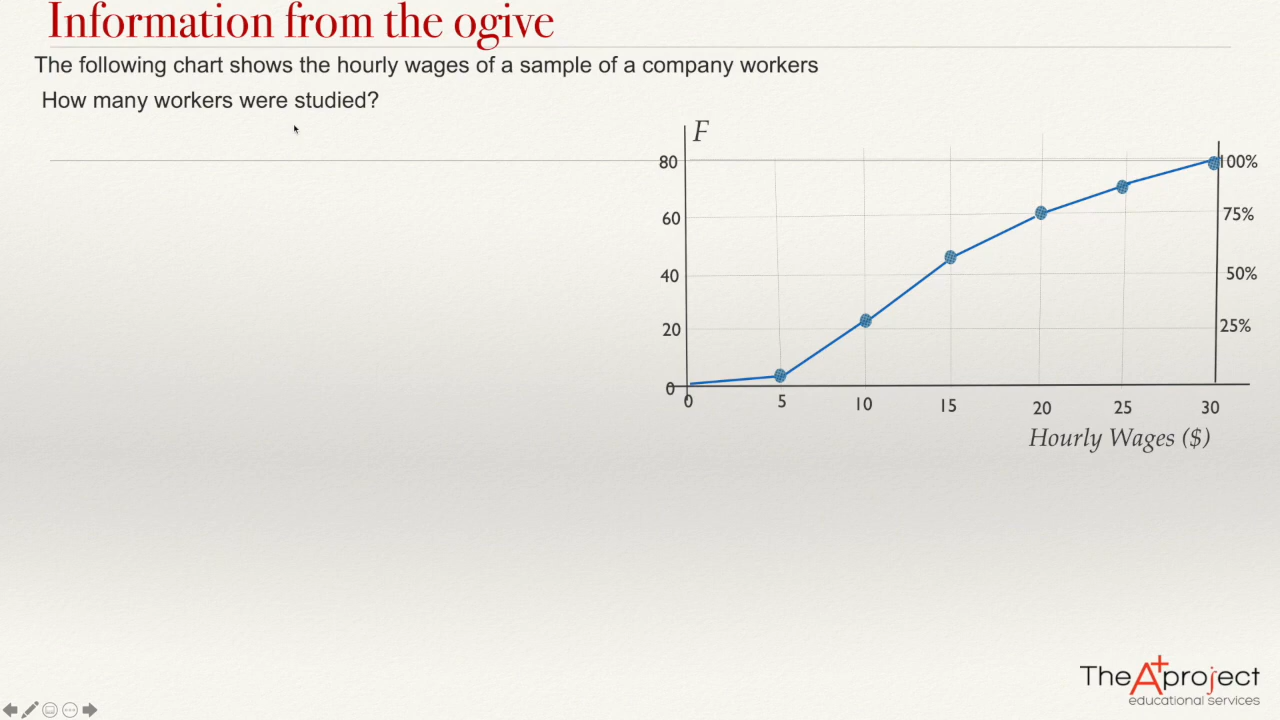 Information from the ogive
The following chart shows the hourly wages of a sample of a company workers
How many workers were studied?
F
80
60
40
20
0
100%
75%
50%
25%
0 5 10 15 20 25 30
Hourly Wages ($)
The A+ project
educational services